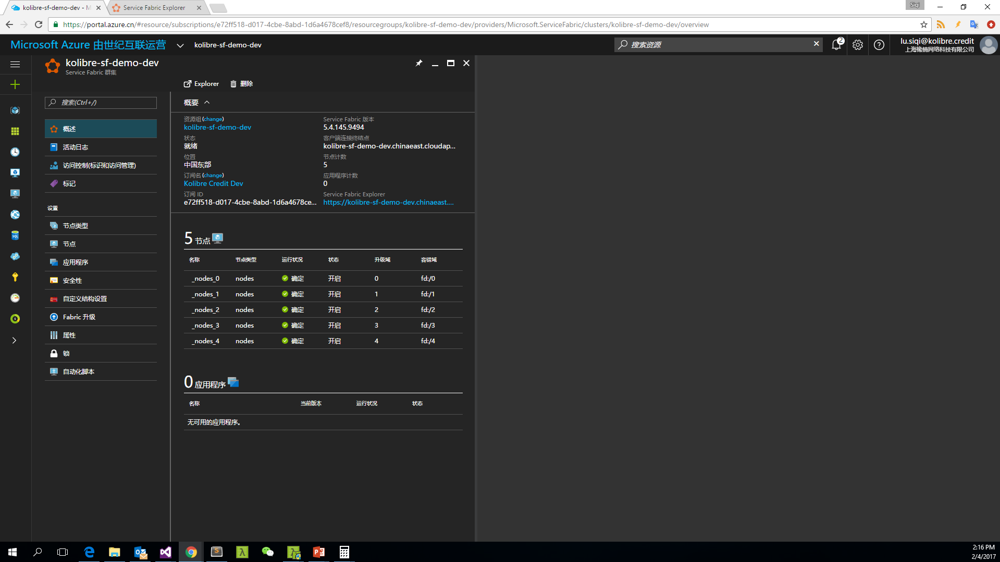 kolibre-sf-demo-dev - M
Service Fabric Explorer
Siqi
https://portal.azure.cn/#resource/subscriptions/e72ff518-d017-4cbe-8abd-1d6a4678cef8/resourcegroups/kolibre-sf-demo-dev/providers/Microsoft.ServiceFabric/clusters/kolibre-sf-demo-dev/overview
Microsoft Azure 由世纪互联运营
kolibre-sf-demo-dev
搜索资源
2
lu.siqi@kolibre.credit
上海橡楠网络科技有限公司
kolibre-sf-demo-dev
Service Fabric 群集
Explorer
删除
搜索(Ctrl+/)
概述
活动日志
访问控制(标识和访问管理)
标记
设置
节点类型
节点
应用程序
安全性
自定义结构设置
Fabric 升级
属性
锁
自动化脚本
概要
资源组 (change)
kolibre-sf-demo-dev
状态
就绪
位置
中国东部
订阅名 (change)
Kolibre Credit Dev
订阅 ID
e72ff518-d017-4cbe-8abd-1d6a4678ce...
Service Fabric 版本
5.4.145.9494
客户端连接终结点
kolibre-sf-demo-dev.chinaeast.cloudap...
节点计数
5
应用程序计数
0
Service Fabric Explorer
https://kolibre-sf-demo-dev.chinaeast....
5 节点
名称 节点类型 运行状况 状态 升级域 容错域
_nodes_0 nodes 确定 开启 0 fd:/0
_nodes_1 nodes 确定 开启 1 fd:/1
_nodes_2 nodes 确定 开启 2 fd:/2
_nodes_3 nodes 确定 开启 3 fd:/3
_nodes_4 nodes 确定 开启 4 fd:/4
0 应用程序
名称 当前版本 运行状况 状态
无可用的应用程序。
2:16 PM
2/4/2017